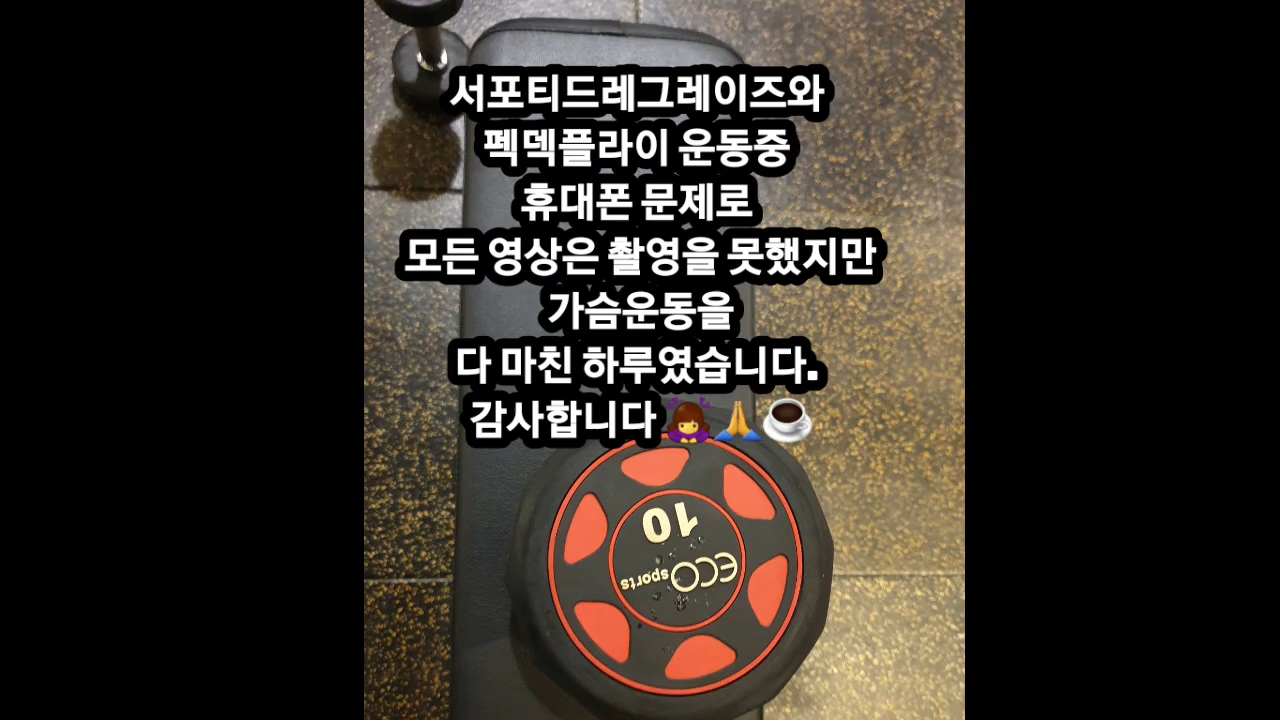 서포티드레그레이즈와
펙덱플라이 운동중
휴대폰 문제로
모든 영상은 촬영을 못했지만
가슴운동을
다 마친 하루였습니다.
감사합니다 🙇‍♀️🙏☕
10
eco
sports